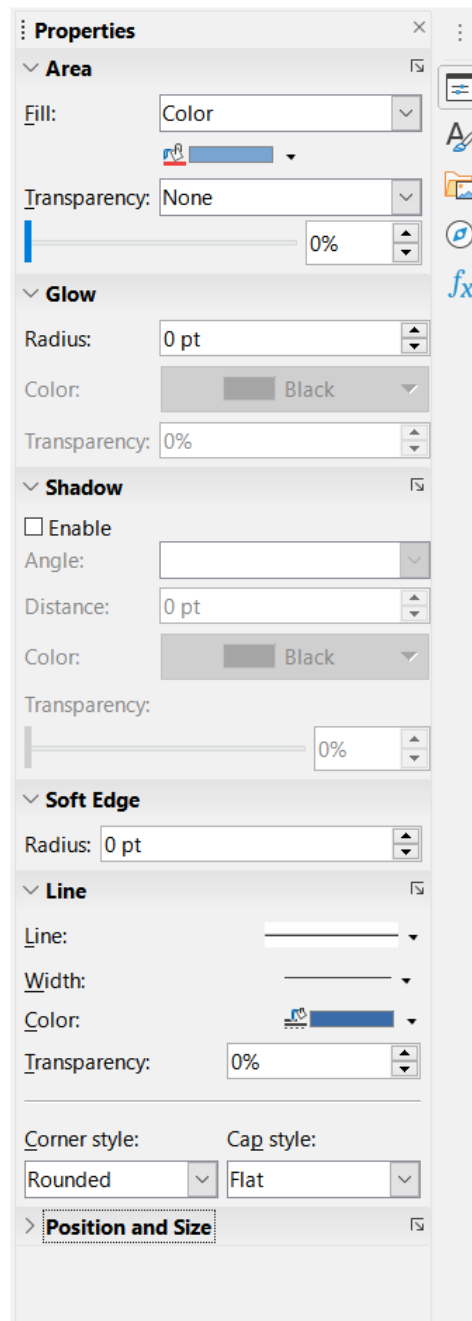 Properties
Area
Fill: Color
Transparency: None
0%
Glow
Radius: 0 pt
Color: Black
Transparency: 0%
Shadow
Enable
Angle:
Distance: 0 pt
Color: Black
Transparency:
0%
Soft Edge
Radius: 0 pt
Line
Line:
Width:
Color:
Transparency: 0%
Corner style: Cap style:
Rounded Flat
Position and Size